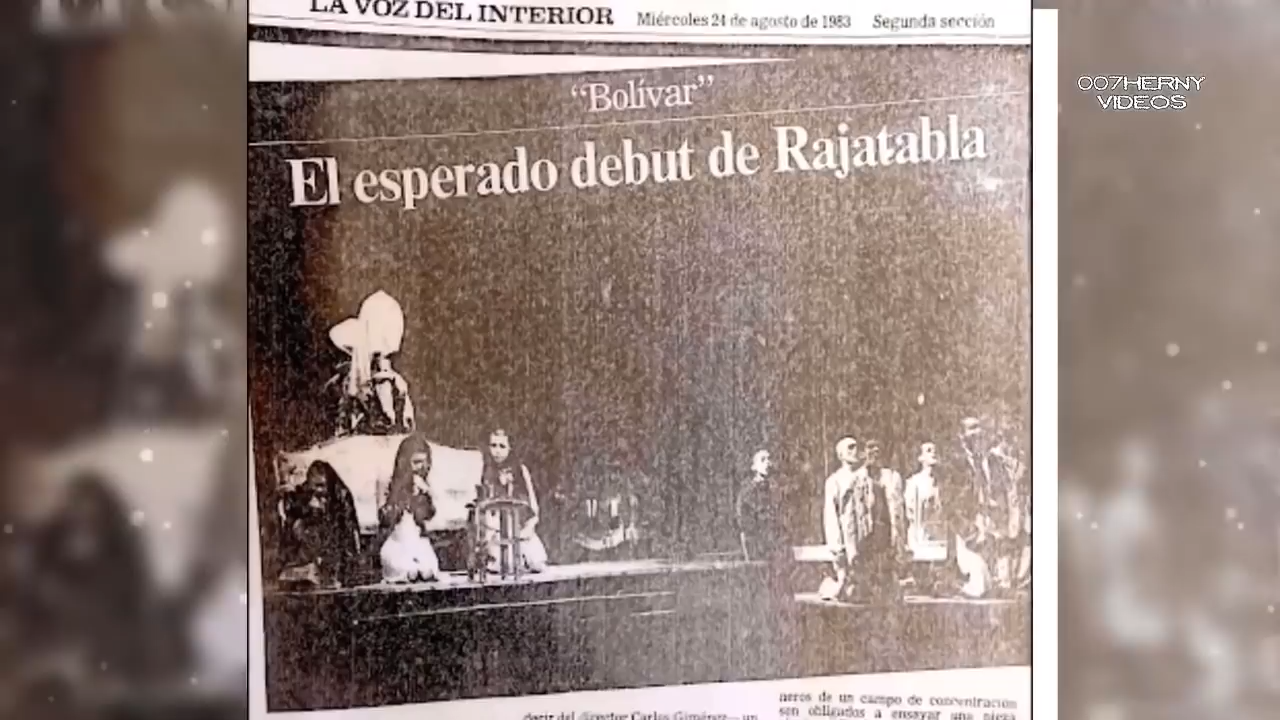 LA VOZ DEL INTERIOR Miércoles 24 de agosto de 1983 Segunda sección
007HERNY
VIDEOS
“Bolívar”
El esperado debut de Rajatabla
decir del director Carlos Giménez— un
neros de un campo de concentración
son obligados a ensayar una pieza